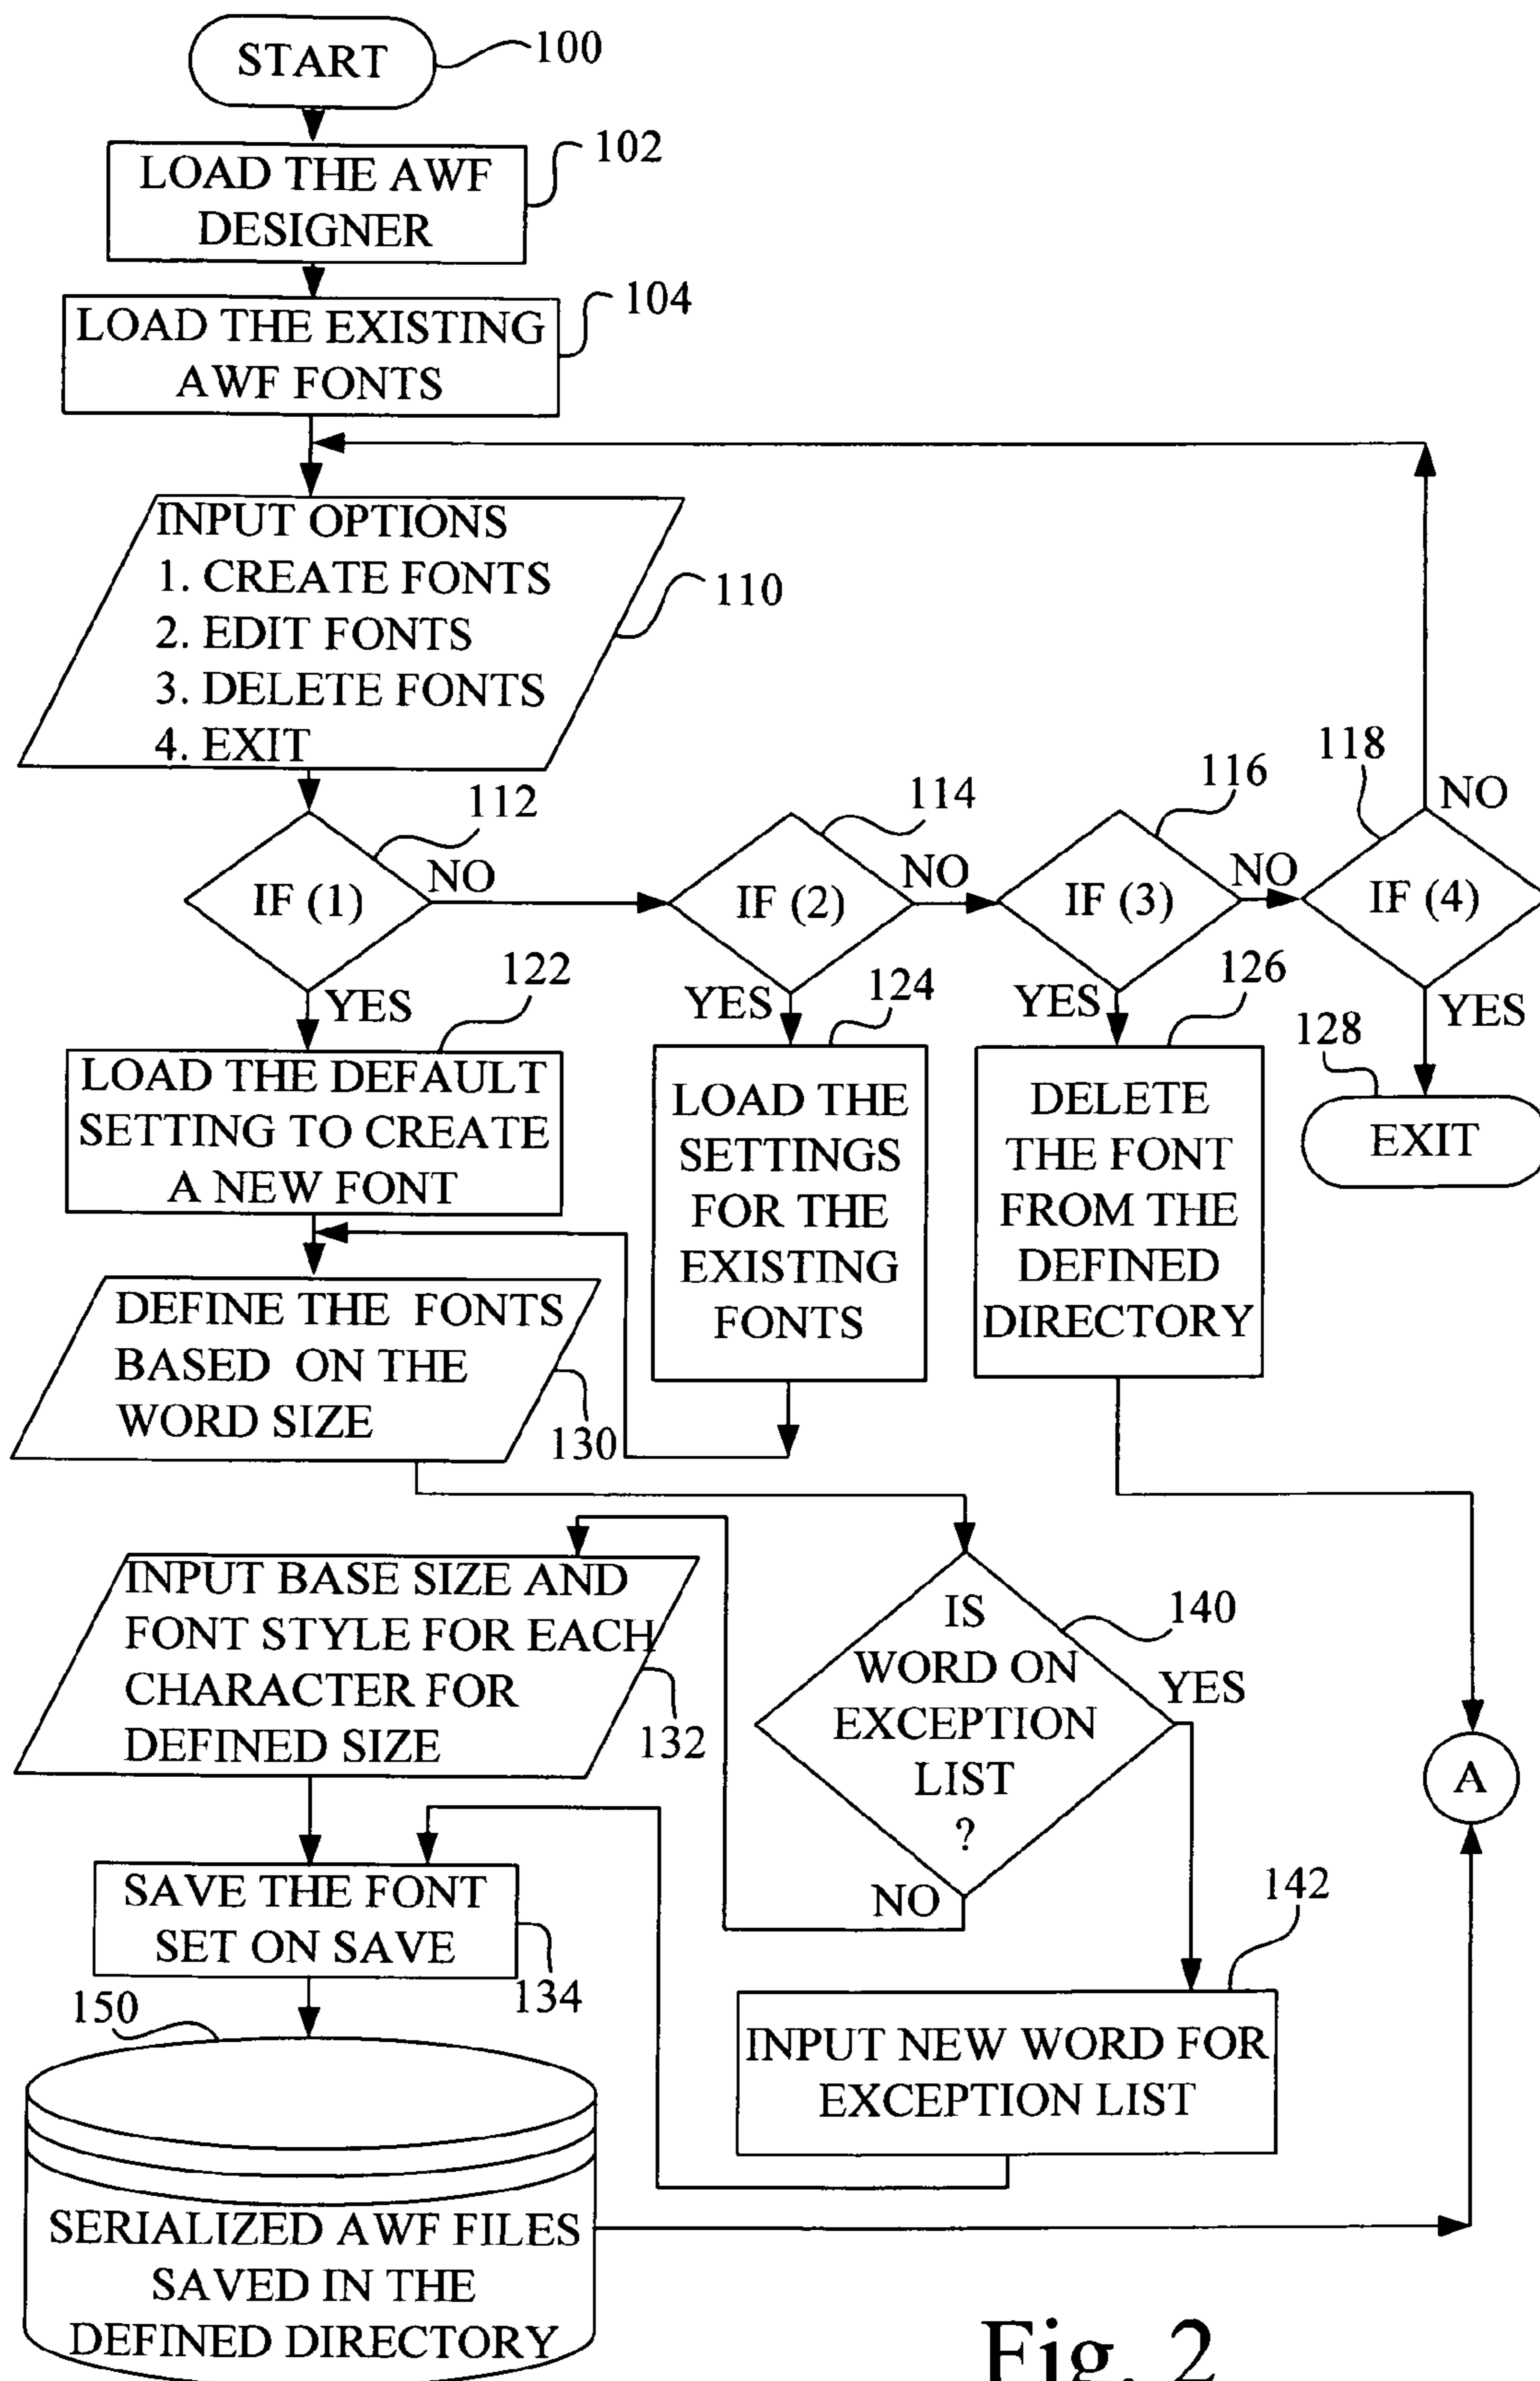 START
100
LOAD THE AWF
DESIGNER
102
LOAD THE EXISTING
AWF FONTS
104
INPUT OPTIONS
1. CREATE FONTS
2. EDIT FONTS
3. DELETE FONTS
4. EXIT
110
112
IF (1)
NO
114
IF (2)
NO
116
IF (3)
NO
118
IF (4)
NO
YES
122
YES
124
YES
126
YES
128
LOAD THE DEFAULT
SETTING TO CREATE
A NEW FONT
LOAD THE
SETTINGS
FOR THE
EXISTING
FONTS
DELETE
THE FONT
FROM THE
DEFINED
DIRECTORY
EXIT
DEFINE THE FONTS
BASED ON THE
WORD SIZE
130
INPUT BASE SIZE AND
FONT STYLE FOR EACH
CHARACTER FOR
DEFINED SIZE
132
IS
WORD ON
EXCEPTION
LIST
?
140
YES
NO
A
SAVE THE FONT
SET ON SAVE
134
142
INPUT NEW WORD FOR
EXCEPTION LIST
150
SERIALIZED AWF FILES
SAVED IN THE
DEFINED DIRECTORY
Fig. 2